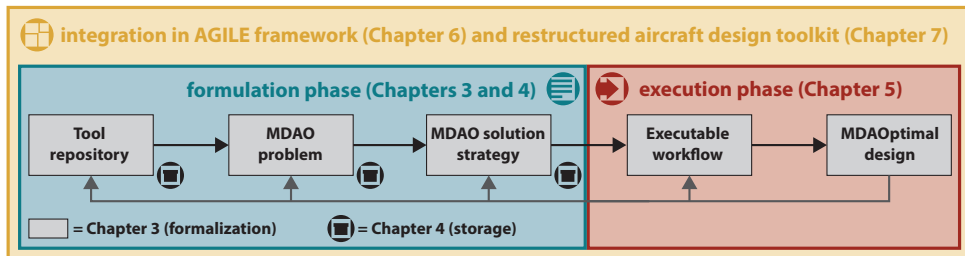 integration in AGILE framework (Chapter 6) and restructured aircraft design toolkit (Chapter 7)
formulation phase (Chapters 3 and 4)
execution phase (Chapter 5)
Tool
repository
MDAO
problem
MDAO solution
strategy
Executable
workflow
MDAOptimal
design
= Chapter 3 (formalization)
= Chapter 4 (storage)